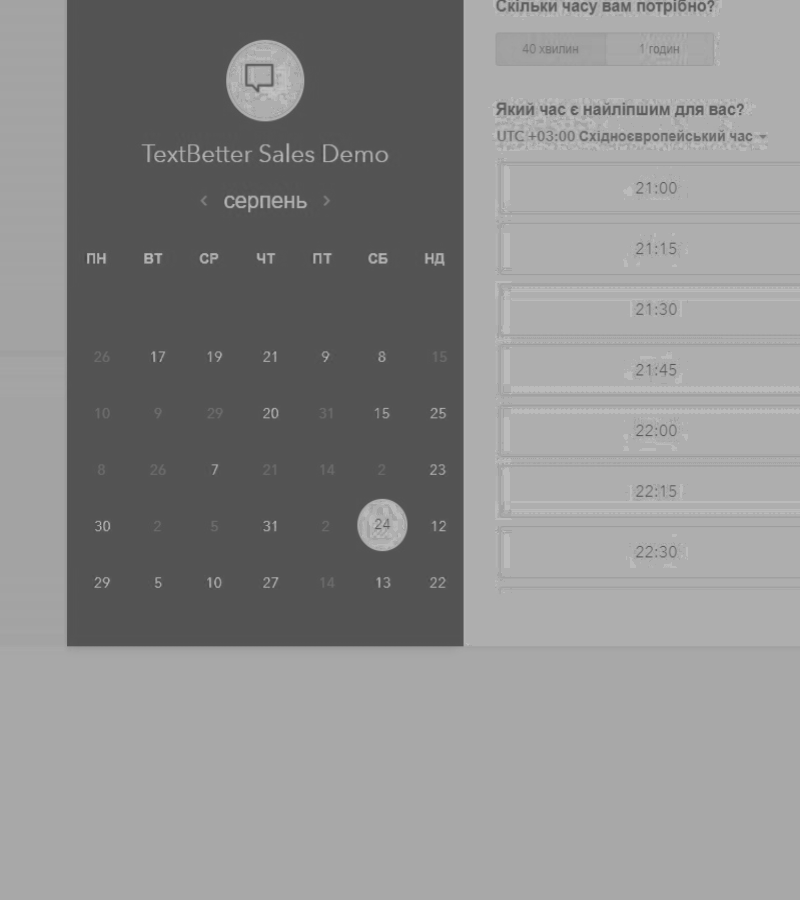 TextBetter Sales Demo
серпень
ПН ВТ СР ЧТ ПТ СБ НД
26 17 19 21 9 8 15
10 9 29 20 31 15 25
8 26 7 21 14 2 23
30 2 5 31 2 24 12
29 5 10 27 14 13 22
Скільки часу вам потрібно?
40 хвилин 1 годин
Який час є найліпшим для вас?
UTC +03:00 Східноєвропейський час
21:00
21:15
21:30
21:45
22:00
22:15
22:30